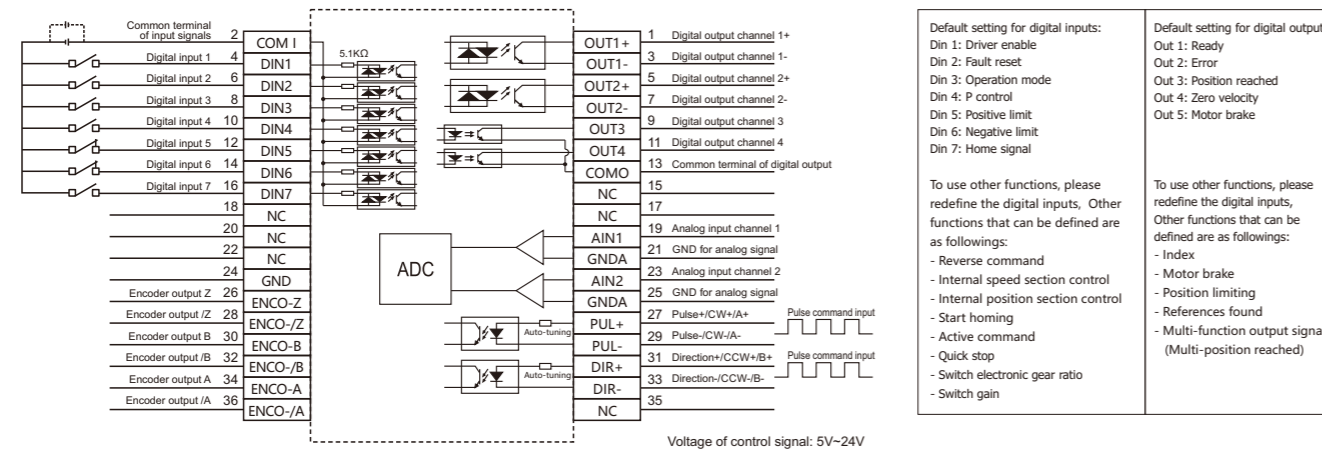 Common terminal
of input signals 2 COM I
Digital input 1 4 DIN1
Digital input 2 6 DIN2
Digital input 3 8 DIN3
Digital input 4 10 DIN4
Digital input 5 12 DIN5
Digital input 6 14 DIN6
Digital input 7 16 DIN7
18 NC
20 NC
22 NC
24 GND
Encoder output Z 26 ENCO-Z
Encoder output /Z 28 ENCO-/Z
Encoder output B 30 ENCO-B
Encoder output /B 32 ENCO-/B
Encoder output A 34 ENCO-A
Encoder output /A 36 ENCO-/A
5.1KΩ
ADC
Auto-tuning
Auto-tuning
OUT1+ 1 Digital output channel 1+
OUT1- 3 Digital output channel 1-
OUT2+ 5 Digital output channel 2+
OUT2- 7 Digital output channel 2-
OUT3 9 Digital output channel 3
OUT4 11 Digital output channel 4
COMO 13 Common terminal of digital output
NC 15
NC 17
AIN1 19 Analog input channel 1
GNDA 21 GND for analog signal
AIN2 23 Analog input channel 2
GNDA 25 GND for analog signal
PUL+ 27 Pulse+/CW+/A+ Pulse command input
PUL- 29 Pulse-/CW-/A-
DIR+ 31 Direction+/CCW+/B+ Pulse command input
DIR- 33 Direction-/CCW-/B-
NC 35
Voltage of control signal: 5V~24V
Default setting for digital inputs:
Din 1: Driver enable
Din 2: Fault reset
Din 3: Operation mode
Din 4: P control
Din 5: Positive limit
Din 6: Negative limit
Din 7: Home signal
To use other functions, please
redefine the digital inputs, Other
functions that can be defined are
as followings:
- Reverse command
- Internal speed section control
- Internal position section control
- Start homing
- Active command
- Quick stop
- Switch electronic gear ratio
- Switch gain
Default setting for digital output
Out 1: Ready
Out 2: Error
Out 3: Position reached
Out 4: Zero velocity
Out 5: Motor brake
To use other functions, please
redefine the digital inputs,
Other functions that can be
defined are as followings:
- Index
- Motor brake
- Position limiting
- References found
- Multi-function output signa
(Multi-position reached)